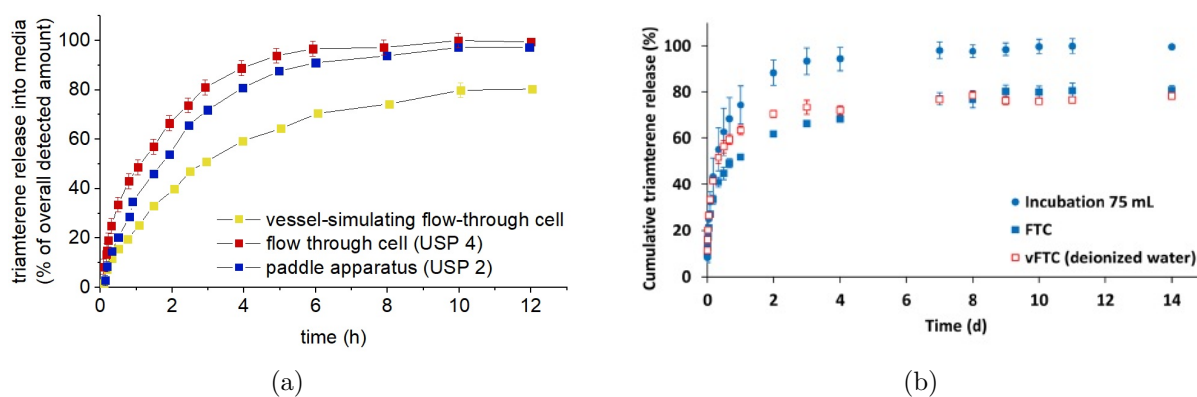 triamterene release into media
(% of overall detected amount)
100
80
60
40
20
0
0 2 4 6 8 10 12
time (h)
vessel-simulating flow-through cell
flow through cell (USP 4)
paddle apparatus (USP 2)
(a)
Cumulative triamterene release (%)
100
80
60
40
20
0
0 2 4 6 8 10 12 14
Time (d)
Incubation 75 mL
FTC
vFTC (deionized water)
(b)